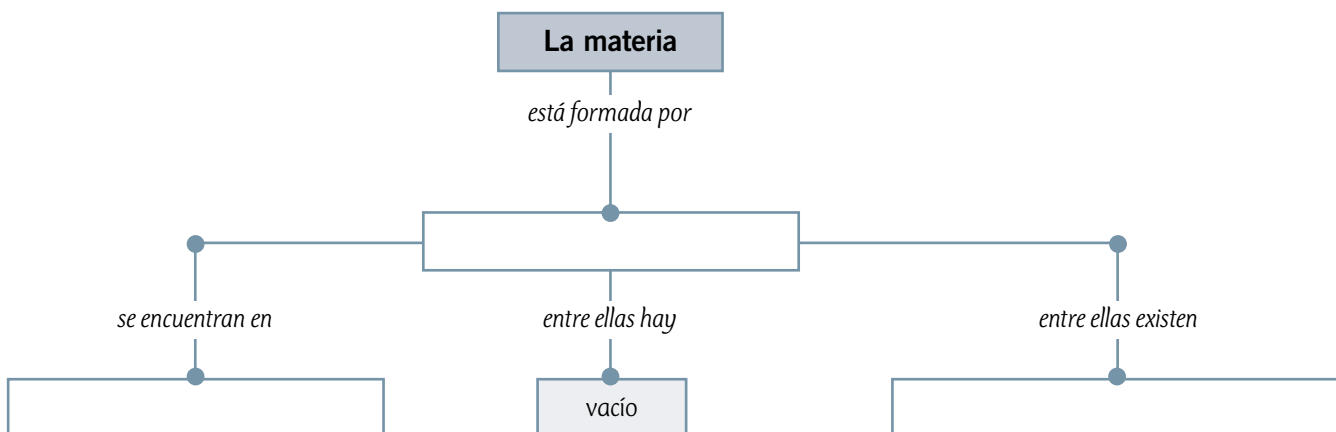 La materia
está formada por
se encuentran en
entre ellas hay
entre ellas existen
vacío